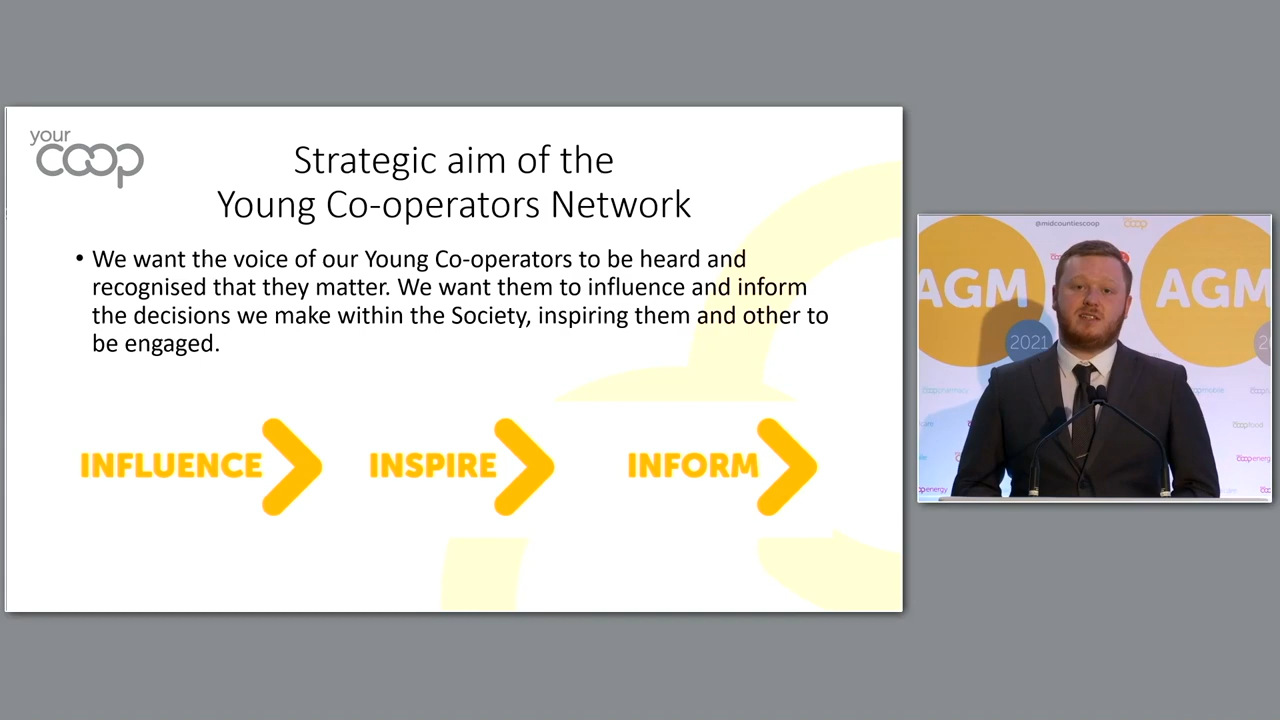 your
coop
Strategic aim of the
Young Co-operators Network
• We want the voice of our Young Co-operators to be heard and
recognised that they matter. We want them to influence and inform
the decisions we make within the Society, inspiring them and other to
be engaged.
INFLUENCE
INSPIRE
INFORM
@midcountiescoop
coop
AGM
AGM
2021